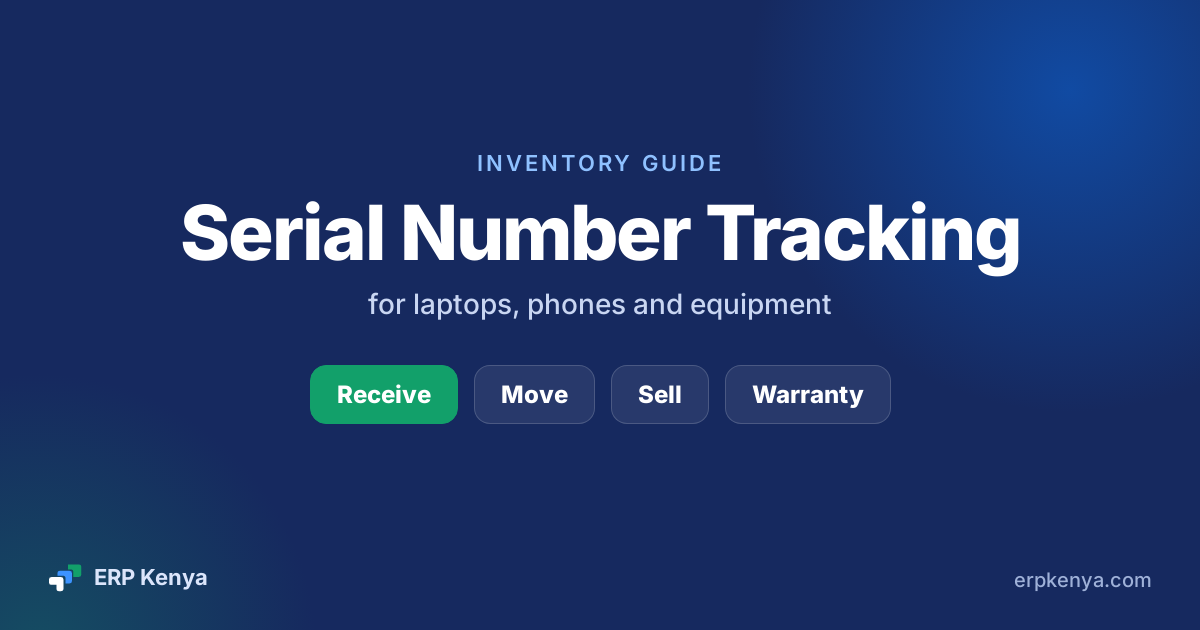 INVENTORY GUIDE
Serial Number Tracking
for laptops, phones and equipment
Receive Move Sell Warranty
ERP Kenya
erpkenya.com